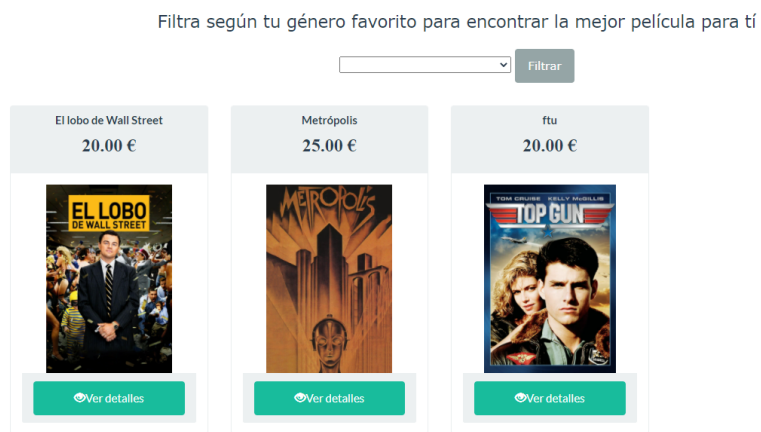 Filtra según tu género favorito para encontrar la mejor película para tí
Filtrar
El lobo de Wall Street
20.00 €
Metrópolis
25.00 €
ftu
20.00 €
EL LOBO
DE WALL STREET
METROPOLIS
TOM CRUISE KELLY McGILLIS
TOP GUN
Ver detalles
Ver detalles
Ver detalles